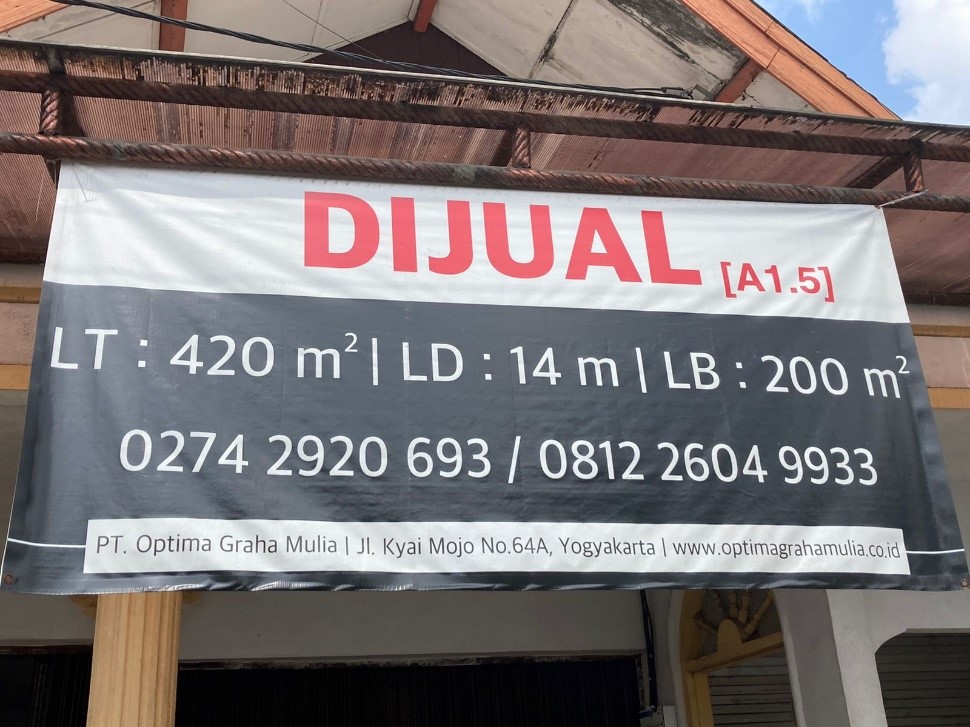 DIJUAL [A1.5]
LT : 420 m² | LD : 14 m | LB : 200 m²
0274 2920 693 / 0812 2604 9933
PT. Optima Graha Mulia | Jl. Kyai Mojo No.64A, Yogyakarta | www.optimagrahamulia.co.id